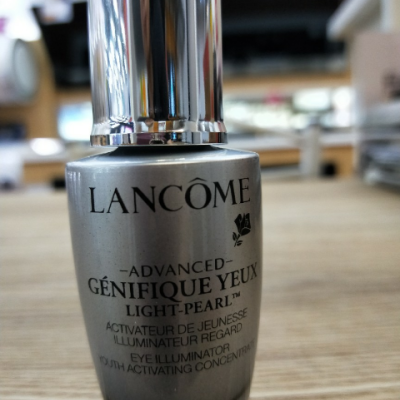 LANCÔME
-ADVANCED-
GÉNIFIQUE YEUX
LIGHT-PEARL™
ACTIVATEUR DE JEUNESSE
ILLUMINATEUR REGARD
EYE ILLUMINATOR
YOUTH ACTIVATING CONCENTRATE